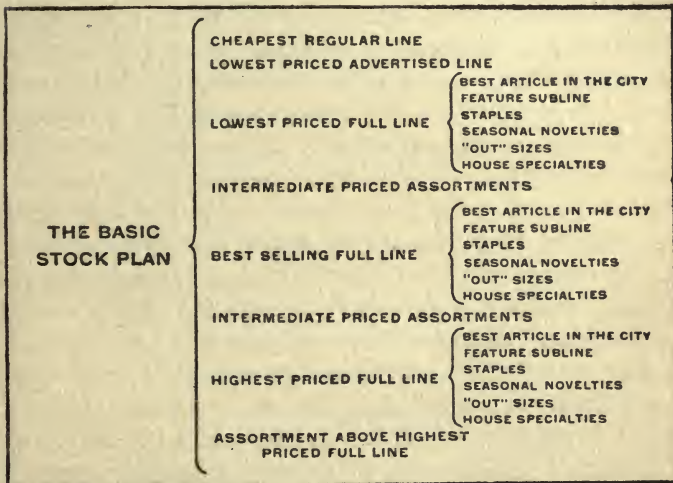 CHEAPEST REGULAR LINE
LOWEST PRICED ADVERTISED LINE
LOWEST PRICED FULL LINE
BEST ARTICLE IN THE CITY
FEATURE SUBLINE
STAPLES
SEASONAL NOVELTIES
"OUT" SIZES
HOUSE SPECIALTIES
INTERMEDIATE PRICED ASSORTMENTS
THE BASIC
STOCK PLAN
BEST SELLING FULL LINE
BEST ARTICLE IN THE CITY
FEATURE SUBLINE
STAPLES
SEASONAL NOVELTIES
"OUT" SIZES
HOUSE SPECIALTIES
INTERMEDIATE PRICED ASSORTMENTS
HIGHEST PRICED FULL LINE
BEST ARTICLE IN THE CITY
FEATURE SUBLINE
STAPLES
SEASONAL NOVELTIES
"OUT" SIZES
HOUSE SPECIALTIES
ASSORTMENT ABOVE HIGHEST
PRICED FULL LINE